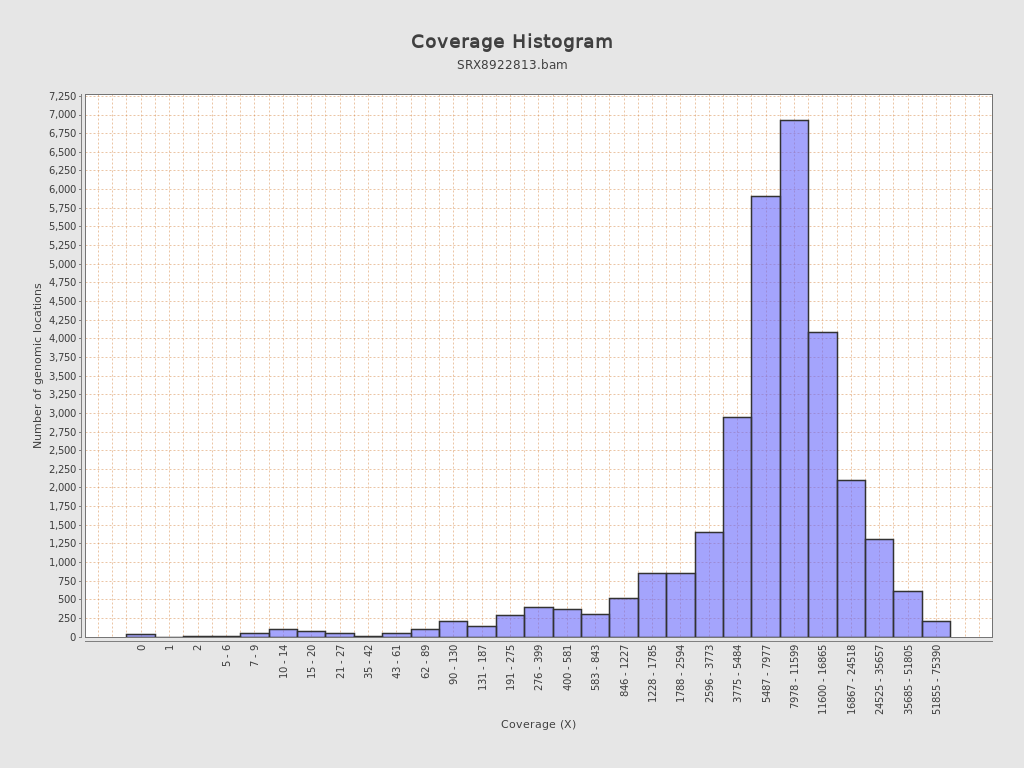 Coverage Histogram
SRX8922813.bam
Number of genomic locations
7,250
7,000
6,750
6,500
6,250
6,000
5,750
5,500
5,250
5,000
4,750
4,500
4,250
4,000
3,750
3,500
3,250
3,000
2,750
2,500
2,250
2,000
1,750
1,500
1,250
1,000
750
500
250
0
0
1
2
5 - 6
7 - 9
10 - 14
15 - 20
21 - 27
35 - 42
43 - 61
62 - 89
90 - 130
131 - 187
191 - 275
276 - 399
400 - 581
583 - 843
846 - 1227
1228 - 1785
1788 - 2594
2596 - 3773
3775 - 5484
5487 - 7977
7978 - 11599
11600 - 16865
16867 - 24518
24525 - 35657
35685 - 51805
51855 - 75390
Coverage (X)